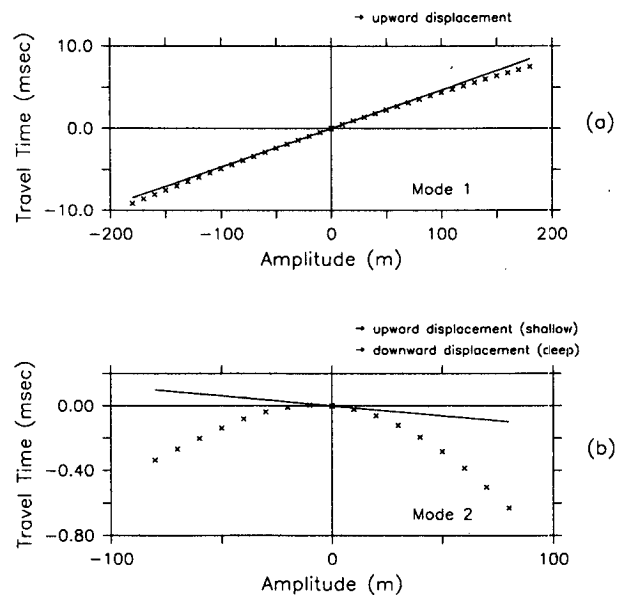 → upward displacement
10.0
0.0
-10.0
Travel Time (msec)
Mode 1
(a)
-200 -100 0 100 200
Amplitude (m)
→ upward displacement (shallow)
→ downward displacement (deep)
0.00
-0.40
-0.80
Travel Time (msec)
Mode 2
(b)
-100 0 100
Amplitude (m)